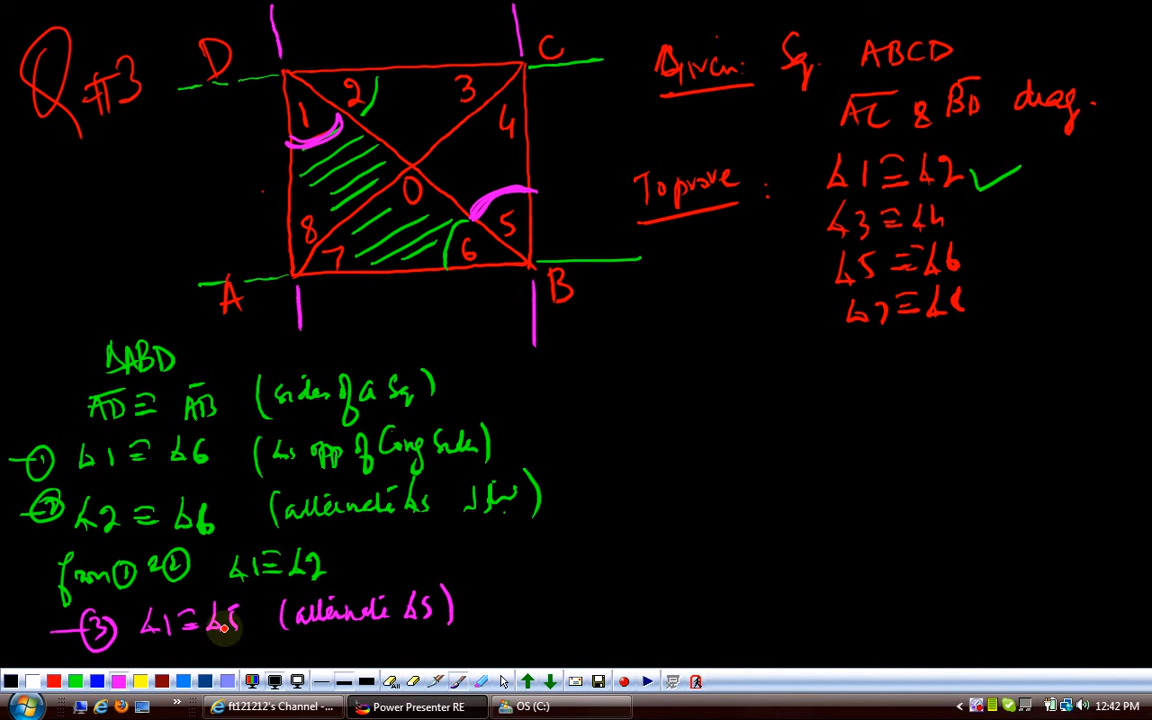 Q #3
D
C
1
2
3
4
O
5
6
7
8
A
B
Given: Sq. ABCD
AC & BD diag.
To prove : ∠1 ≅ ∠2 ✓
∠3 ≅ ∠4
∠5 ≅ ∠6
∠7 ≅ ∠8
△ABD
AD ≅ AB (sides of a Sq)
① ∠1 ≅ ∠6 (∠s opp of Cong Sides)
② ∠2 ≅ ∠6 (alternate ∠s)
from ① & ② ∠1 ≅ ∠2
③ ∠1 ≅ ∠5 (alternate ∠s)
ft121212's Channel - ...
Power Presenter RE
OS (C:)
12:42 PM